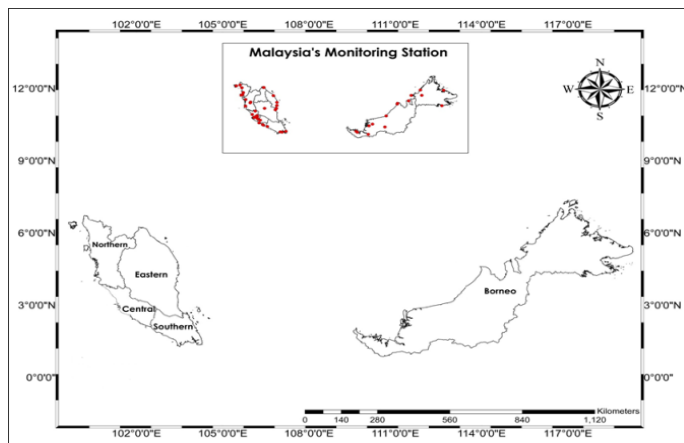 102°0'0"E 105°0'0"E 108°0'0"E 111°0'0"E 114°0'0"E 117°0'0"E
Malaysia's Monitoring Station
N
W E
S
12°0'0"N 12°0'0"N
9°0'0"N 9°0'0"N
6°0'0"N 6°0'0"N
Northern
Eastern
Borneo
3°0'0"N 3°0'0"N
Central
Southern
0°0'0" 0°0'0"
Kilometers
0 140 280 560 840 1,120
102°0'0"E 105°0'0"E 108°0'0"E 111°0'0"E 114°0'0"E 117°0'0"E